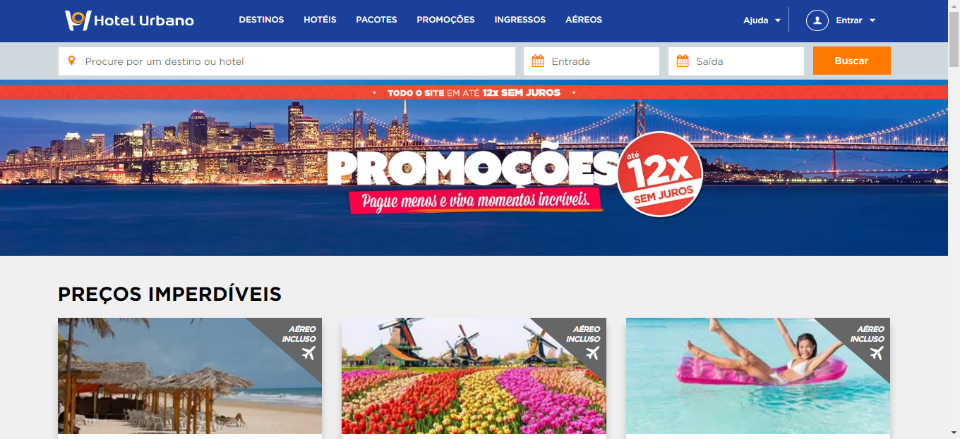 Hotel Urbano DESTINOS HOTÉIS PACOTES PROMOÇÕES INGRESSOS AÉREOS Ajuda Entrar
Procure por um destino ou hotel Entrada Saída Buscar
• TODO O SITE EM ATÉ 12x SEM JUROS •
PROMOÇÕES
Pague menos e viva momentos incríveis.
até
12x
SEM JUROS
PREÇOS IMPERDÍVEIS
AÉREO
INCLUSO
AÉREO
INCLUSO
AÉREO
INCLUSO